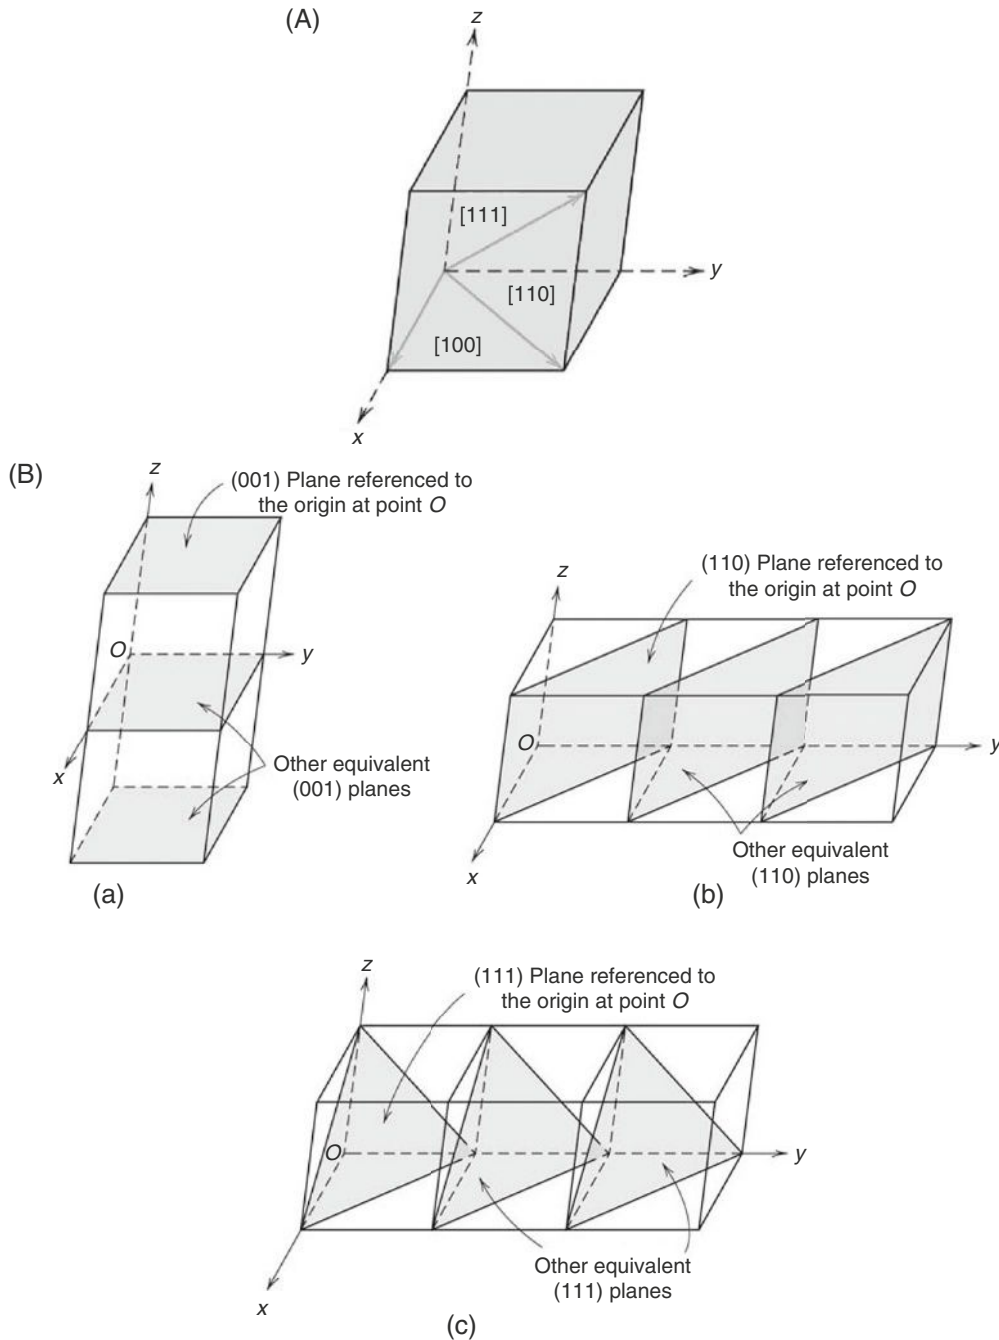 (A)
z
[111]
y
[110]
[100]
x
(B)
z
(001) Plane referenced to
the origin at point O
O
y
x
Other equivalent
(001) planes
(a)
z
(110) Plane referenced to
the origin at point O
O
y
x
Other equivalent
(110) planes
(b)
z
(111) Plane referenced to
the origin at point O
O
y
x
Other equivalent
(111) planes
(c)